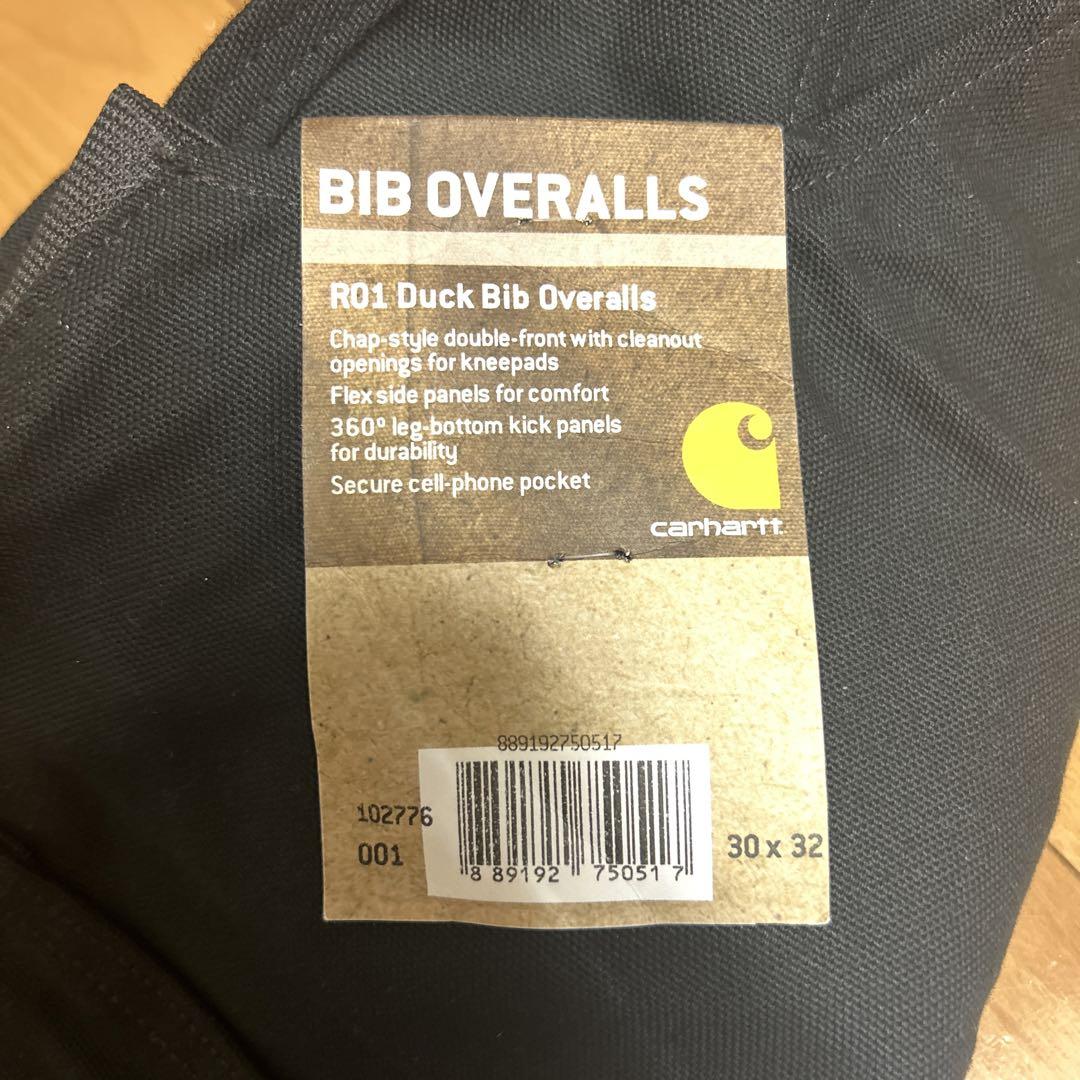 BIB OVERALLS
R01 Duck Bib Overalls
Chap-style double-front with cleanout
openings for kneepads
Flex side panels for comfort
360° leg-bottom kick panels
for durability
Secure cell-phone pocket
carhartt
889192750517
102776
001
30 x 32
8 89192 75051 7